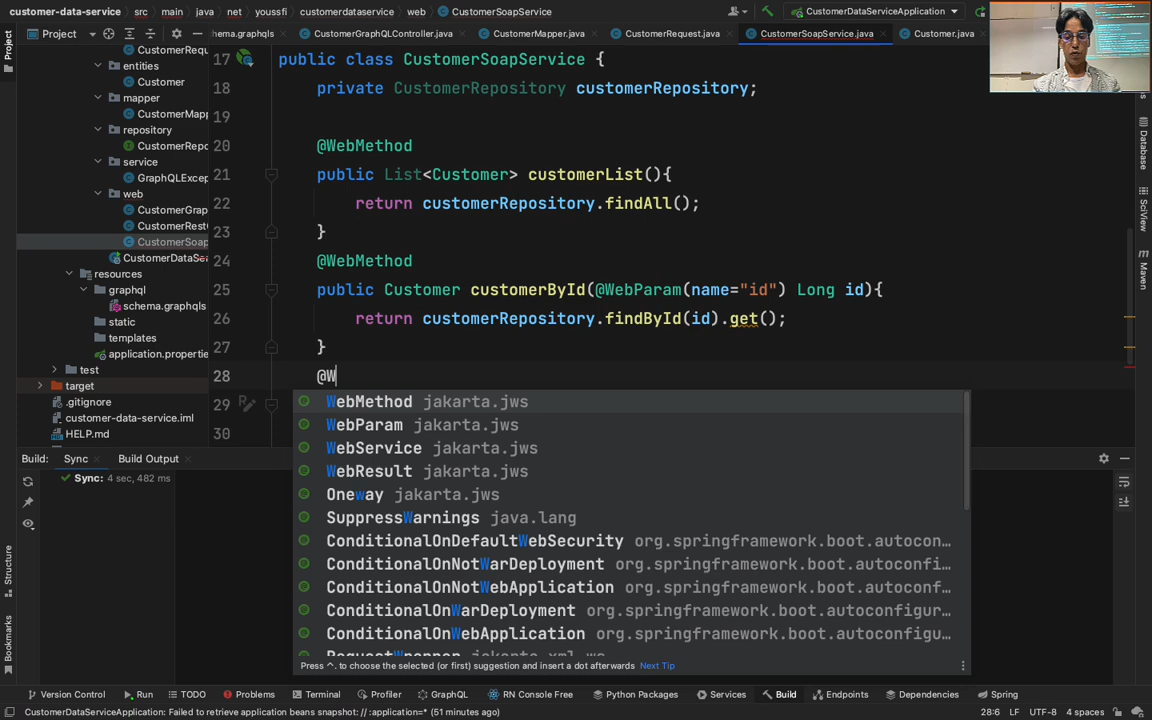 customer-data-service > src > main > java > net > youssfi > customerdataservice > web > CustomerSoapService
CustomerDataServiceApplication
Project
hema.graphqls
CustomerGraphQLController.java
CustomerMapper.java
CustomerRequest.java
CustomerSoapService.java
Customer.java
Project
CustomerRequ
entities
Customer
mapper
CustomerMapp
repository
CustomerRepo
service
GraphQLExcep
web
CustomerGrap
CustomerRest
CustomerSoap
CustomerDataSe
resources
graphql
schema.graphqls
static
templates
application.propertie
test
target
.gitignore
customer-data-service.iml
HELP.md
17 public class CustomerSoapService {
18 private CustomerRepository customerRepository;
19
20 @WebMethod
21 public List<Customer> customerList(){
22 return customerRepository.findAll();
23 }
24 @WebMethod
25 public Customer customerById(@WebParam(name="id") Long id){
26 return customerRepository.findById(id).get();
27 }
28 @W
29
30
WebMethod jakarta.jws
WebParam jakarta.jws
WebService jakarta.jws
WebResult jakarta.jws
Oneway jakarta.jws
SuppressWarnings java.lang
ConditionalOnDefaultWebSecurity org.springframework.boot.autocon…
ConditionalOnNotWarDeployment org.springframework.boot.autoconfi…
ConditionalOnNotWebApplication org.springframework.boot.autoconf…
ConditionalOnWarDeployment org.springframework.boot.autoconfigur…
ConditionalOnWebApplication org.springframework.boot.autoconfigu…
RequestWrapper jakarta.xml.ws
Press ^. to choose the selected (or first) suggestion and insert a dot afterwards Next Tip
Build: Sync Build Output
Sync: 4 sec, 482 ms
Database
SciView
Maven
Structure
Bookmarks
Version Control Run TODO Problems Terminal Profiler GraphQL RN Console Free Python Packages Services Build Endpoints Dependencies Spring
CustomerDataServiceApplication: Failed to retrieve application beans snapshot: // :application=* (51 minutes ago)
28:6 LF UTF-8 4 spaces